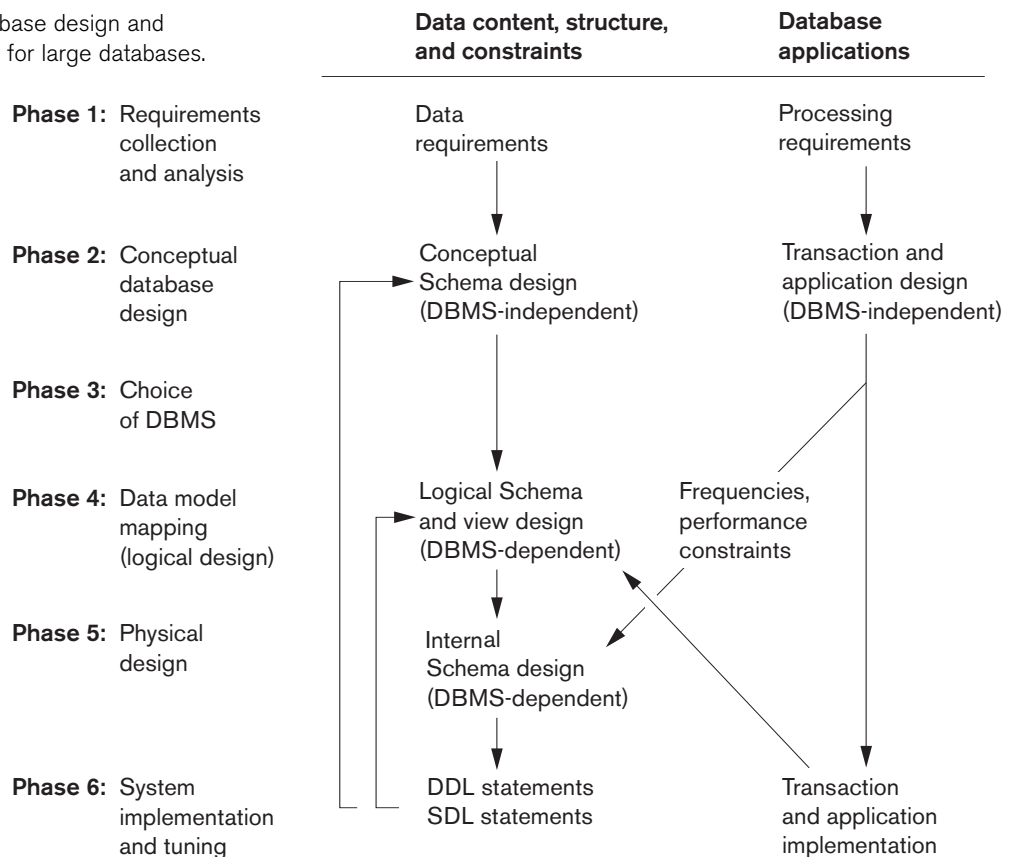 base design and
for large databases.
Data content, structure,
and constraints
Database
applications
Phase 1: Requirements
collection
and analysis
Data
requirements
Processing
requirements
Phase 2: Conceptual
database
design
Conceptual
Schema design
(DBMS-independent)
Transaction and
application design
(DBMS-independent)
Phase 3: Choice
of DBMS
Phase 4: Data model
mapping
(logical design)
Logical Schema
and view design
(DBMS-dependent)
Frequencies,
performance
constraints
Phase 5: Physical
design
Internal
Schema design
(DBMS-dependent)
Phase 6: System
implementation
and tuning
DDL statements
SDL statements
Transaction
and application
implementation